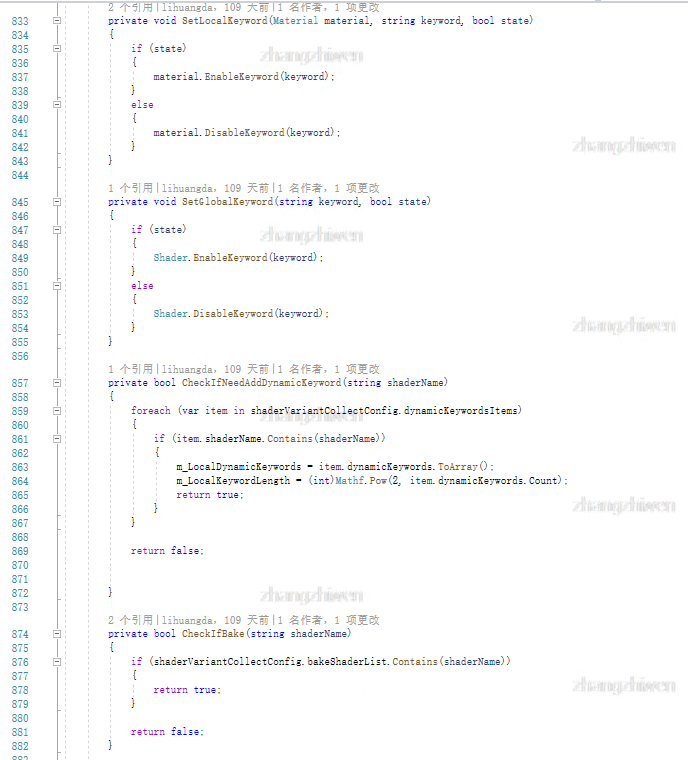 2 个引用|lihuangda, 109 天前|1 名作者, 1 项更改
833 private void SetLocalKeyword(Material material, string keyword, bool state)
834 {
835 if (state)
836 {
837 material.EnableKeyword(keyword);
838 }
839 else
840 {
841 material.DisableKeyword(keyword);
842 }
843 }
844
1 个引用|lihuangda, 109 天前|1 名作者, 1 项更改
845 private void SetGlobalKeyword(string keyword, bool state)
846 {
847 if (state)
848 {
849 Shader.EnableKeyword(keyword);
850 }
851 else
852 {
853 Shader.DisableKeyword(keyword);
854 }
855 }
856
1 个引用|lihuangda, 109 天前|1 名作者, 1 项更改
857 private bool CheckIfNeedAddDynamicKeyword(string shaderName)
858 {
859 foreach (var item in shaderVariantCollectConfig.dynamicKeywordsItems)
860 {
861 if (item.shaderName.Contains(shaderName))
862 {
863 m_LocalDynamicKeywords = item.dynamicKeywords.ToArray();
864 m_LocalKeywordLength = (int)Mathf.Pow(2, item.dynamicKeywords.Count);
865 return true;
866 }
867 }
868
869 return false;
870
871
872 }
873
2 个引用|lihuangda, 109 天前|1 名作者, 1 项更改
874 private bool CheckIfBake(string shaderName)
875 {
876 if (shaderVariantCollectConfig.bakeShaderList.Contains(shaderName))
877 {
878 return true;
879 }
880
881 return false;
882 }